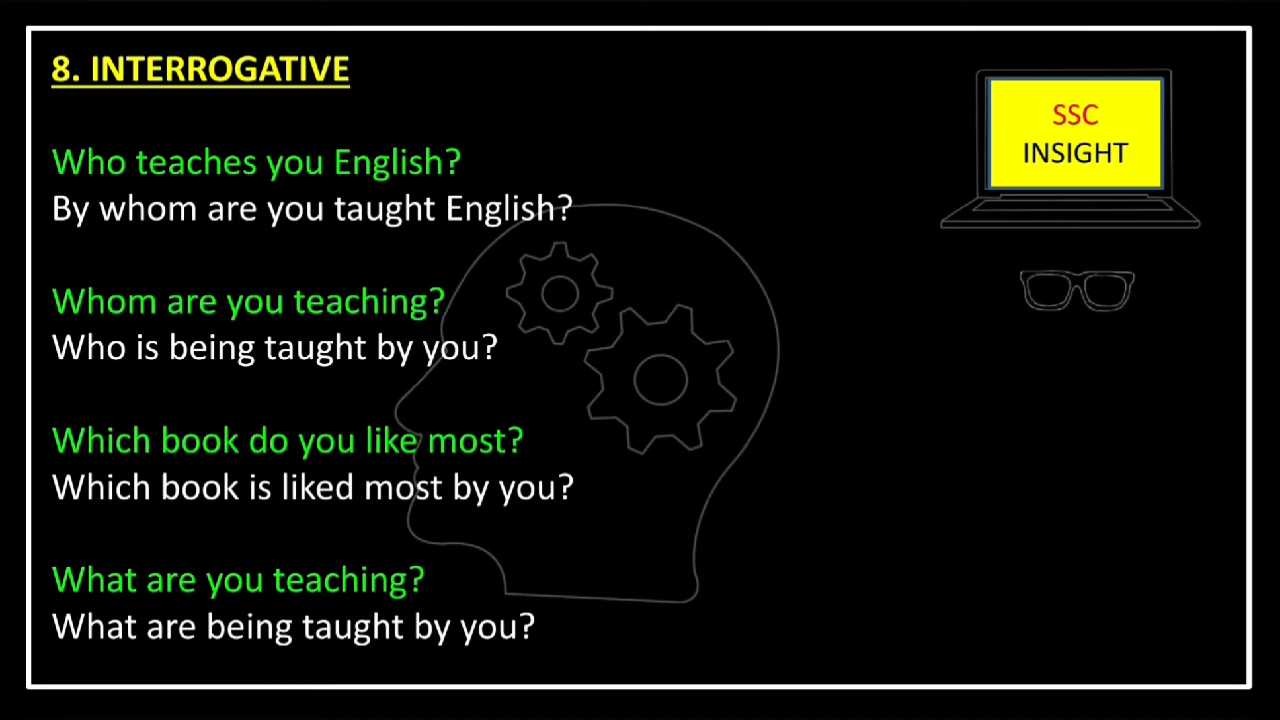 8. INTERROGATIVE
Who teaches you English?
By whom are you taught English?
Whom are you teaching?
Who is being taught by you?
Which book do you like most?
Which book is liked most by you?
What are you teaching?
What are being taught by you?
SSC
INSIGHT